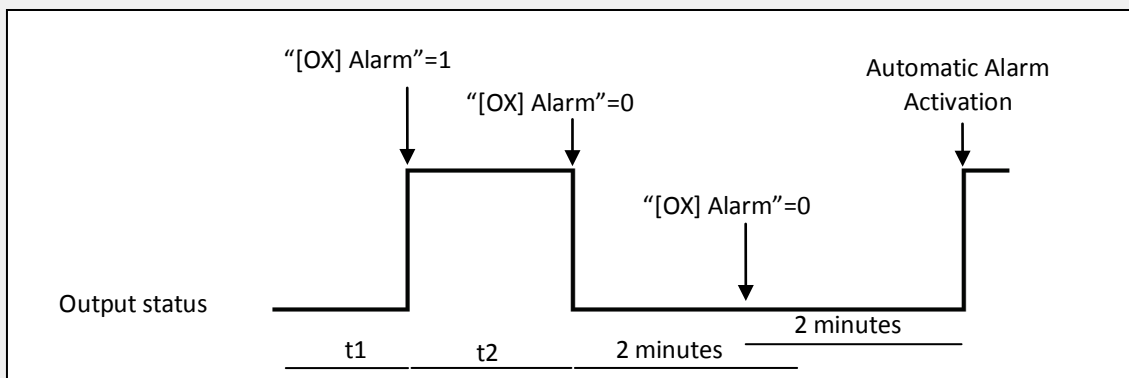 “[OX] Alarm”=1
Automatic Alarm
Activation
“[OX] Alarm”=0
“[OX] Alarm”=0
Output status
2 minutes
t1
t2
2 minutes